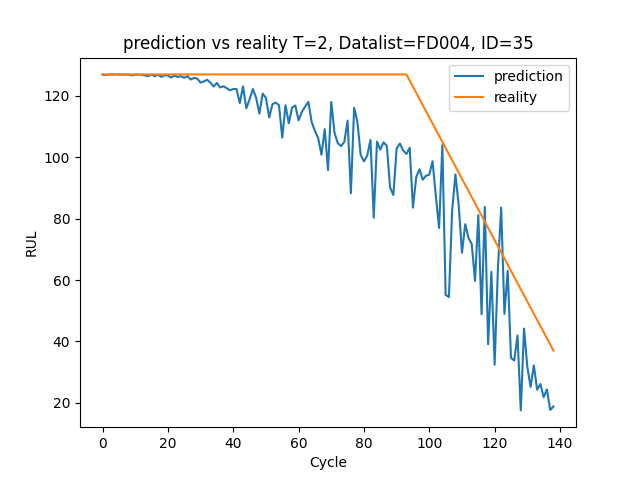 prediction vs reality T=2, Datalist=FD004, ID=35
prediction
reality
120
100
80
60
40
20
RUL
0 20 40 60 80 100 120 140
Cycle